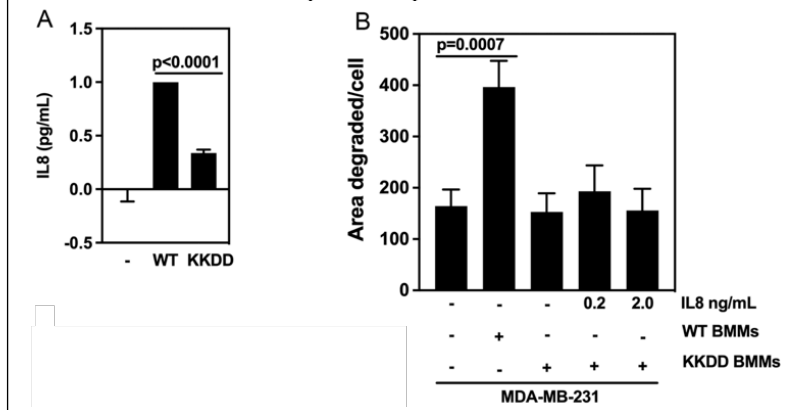 A
IL8 (pg/mL)
1.5
1.0
0.5
0.0
-0.5
p<0.0001
- WT KKDD
B
Area degraded/cell
500
400
300
200
100
0
p=0.0007
- - - 0.2 2.0 IL8 ng/mL
- + - - - WT BMMs
- - + + + KKDD BMMs
MDA-MB-231